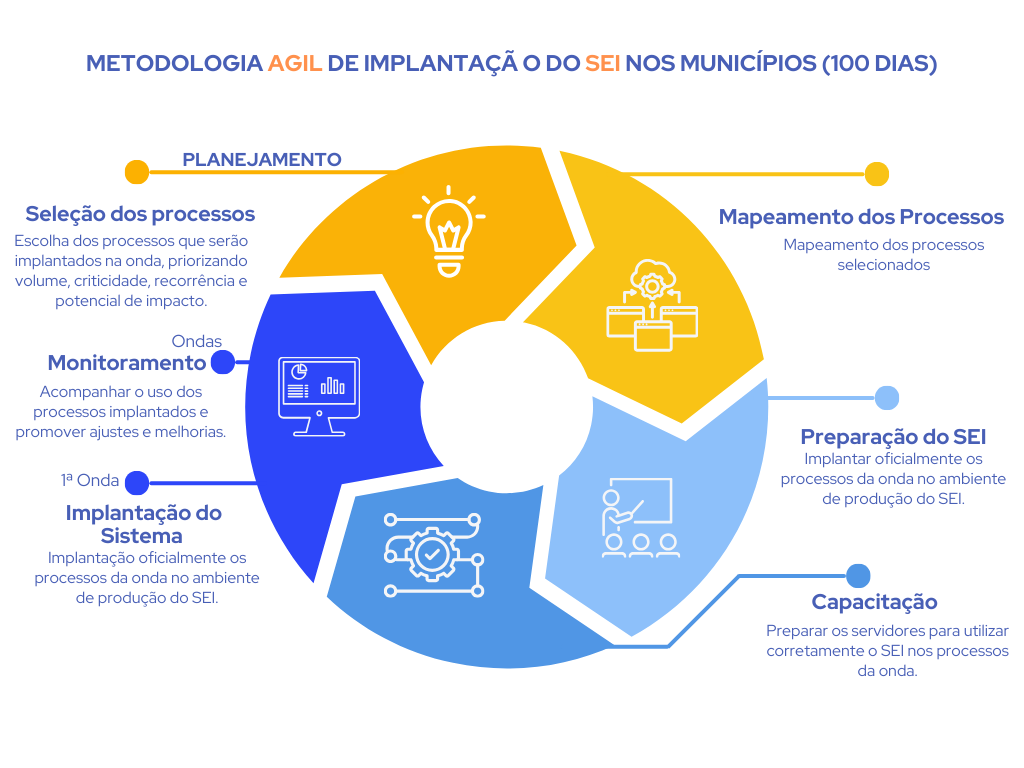 METODOLOGIA AGIL DE IMPLANTAÇÃ O DO SEI NOS MUNICÍPIOS (100 DIAS)
PLANEJAMENTO
Seleção dos processos
Escolha dos processos que serão
implantados na onda, priorizando
volume, criticidade, recorrência e
potencial de impacto.
Mapeamento dos Processos
Mapeamento dos processos
selecionados
Ondas
Monitoramento
Acompanhar o uso dos
processos implantados e
promover ajustes e melhorias.
Preparação do SEI
Implantar oficialmente os
processos da onda no ambiente
de produção do SEI.
1ª Onda
Implantação do
Sistema
Implantação oficialmente os
processos da onda no ambiente
de produção do SEI.
Capacitação
Preparar os servidores para utilizar
corretamente o SEI nos processos
da onda.